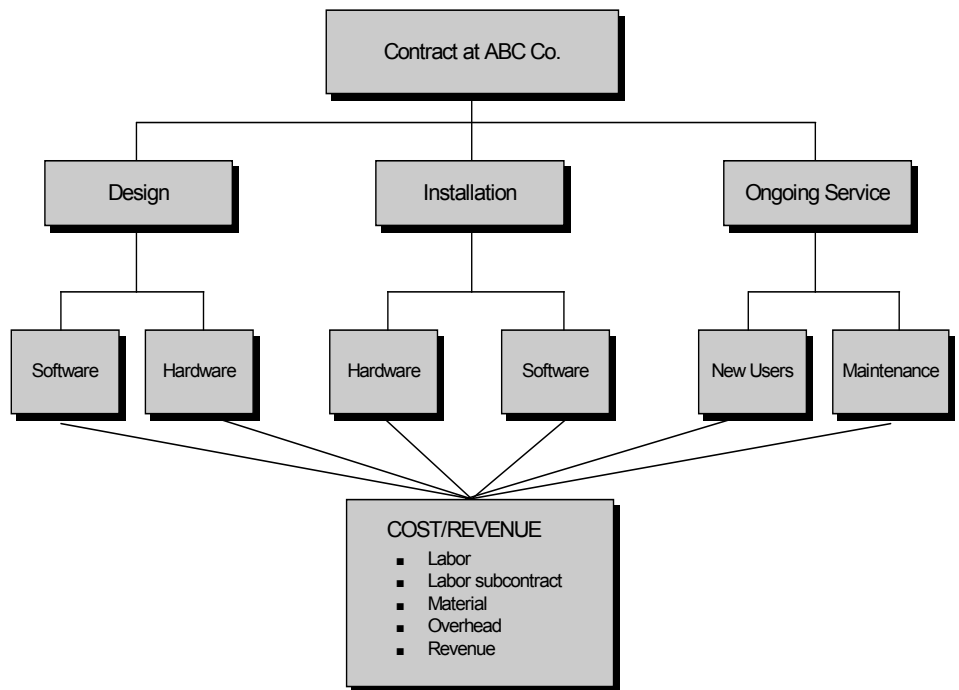 Contract at ABC Co.
Design
Installation
Ongoing Service
Software
Hardware
Hardware
Software
New Users
Maintenance
COST/REVENUE
▪ Labor
▪ Labor subcontract
▪ Material
▪ Overhead
▪ Revenue